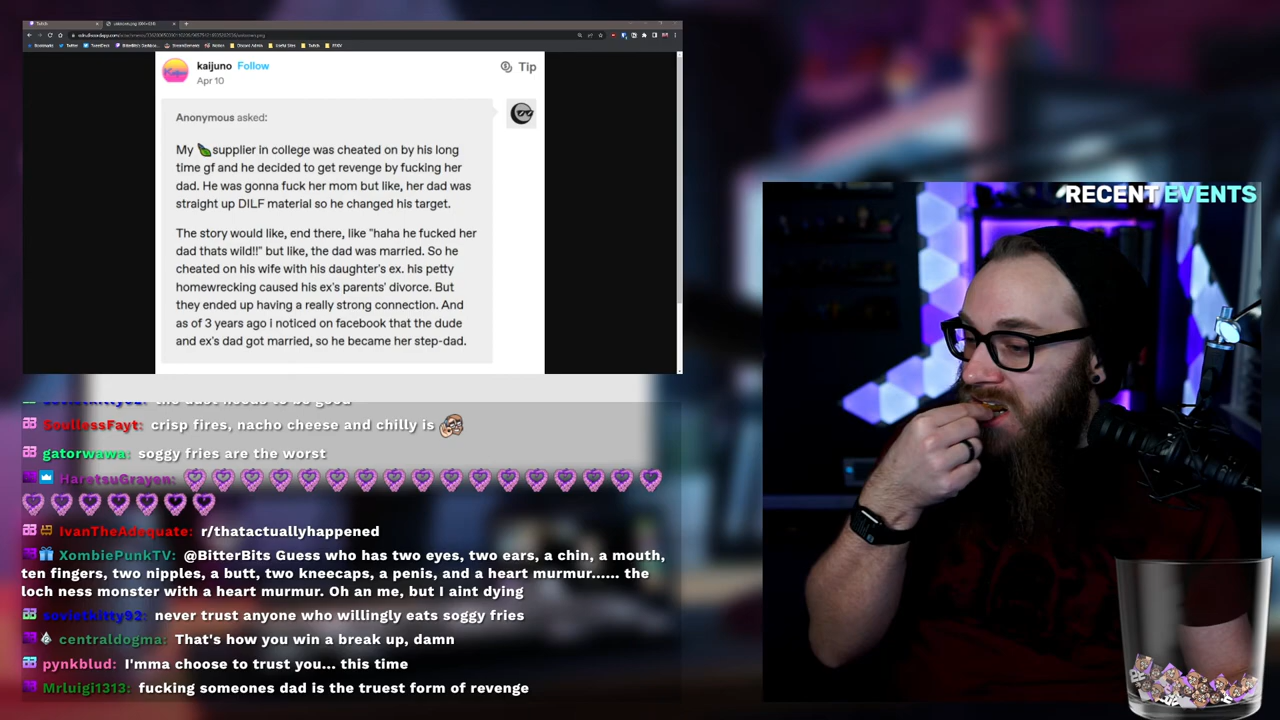 kaijuno Follow
Tip
Apr 10
Anonymous asked:
My supplier in college was cheated on by his long
time gf and he decided to get revenge by fucking her
dad. He was gonna fuck her mom but like, her dad was
straight up DILF material so he changed his target.
The story would like, end there, like "haha he fucked her
dad thats wild!!" but like, the dad was married. So he
cheated on his wife with his daughter's ex. his petty
homewrecking caused his ex's parents' divorce. But
they ended up having a really strong connection. And
as of 3 years ago i noticed on facebook that the dude
and ex's dad got married, so he became her step-dad.
RECENT EVENTS
SoullessFayt: crisp fires, nacho cheese and chilly is
gatorwawa: soggy fries are the worst
HaretsuGrayen:
IvanTheAdequate: r/thatactuallyhappened
XombiePunkTV: @BitterBits Guess who has two eyes, two ears, a chin, a mouth,
ten fingers, two nipples, a butt, two kneecaps, a penis, and a heart murmur...... the
loch ness monster with a heart murmur. Oh an me, but I aint dying
sovietkitty92: never trust anyone who willingly eats soggy fries
centraldogma: That's how you win a break up, damn
pynkblud: I'mma choose to trust you... this time
Mrluigi1313: fucking someones dad is the truest form of revenge